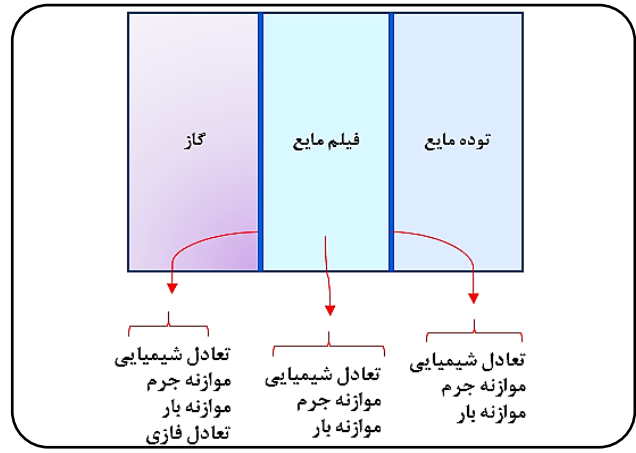 توده مایع
فیلم مایع
گاز
تعادل شیمیایی
موازنه جرم
موازنه بار
تعادل شیمیایی
موازنه جرم
موازنه بار
تعادل شیمیایی
موازنه جرم
موازنه بار
تعادل فازی